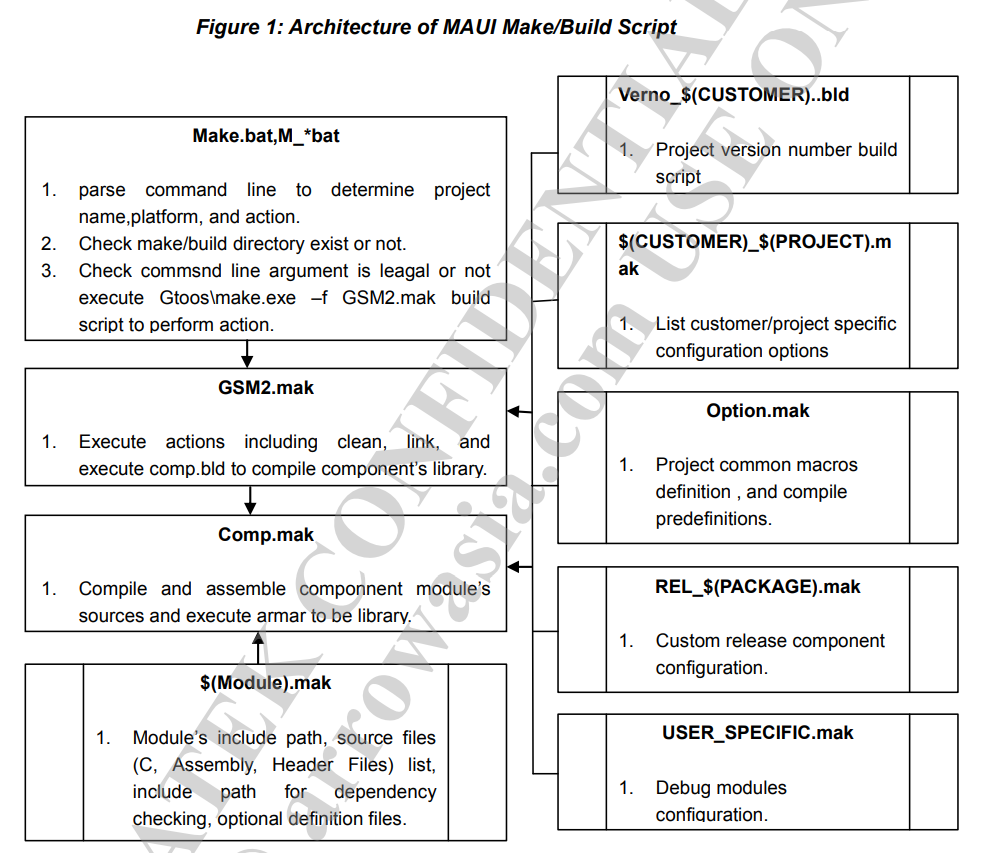 Figure 1: Architecture of MAUI Make/Build Script
Make.bat,M_*bat
1. parse command line to determine project
name,platform, and action.
2. Check make/build directory exist or not.
3. Check commsnd line argument is leagal or not
execute Gtoos\make.exe –f GSM2.mak build
script to perform action.
GSM2.mak
1. Execute actions including clean, link, and
execute comp.bld to compile component's library.
Comp.mak
1. Compile and assemble componnent module's
sources and execute armar to be library.
$(Module).mak
1. Module's include path, source files
(C, Assembly, Header Files) list,
include path for dependency
checking, optional definition files.
Verno_$(CUSTOMER)..bld
1. Project version number build
script
$(CUSTOMER)_$(PROJECT).m
ak
1. List customer/project specific
configuration options
Option.mak
1. Project common macros
definition , and compile
predefinitions.
REL_$(PACKAGE).mak
1. Custom release component
configuration.
USER_SPECIFIC.mak
1. Debug modules
configuration.
ATEK CONFIDENTIAL
arrowasia.com USE ON